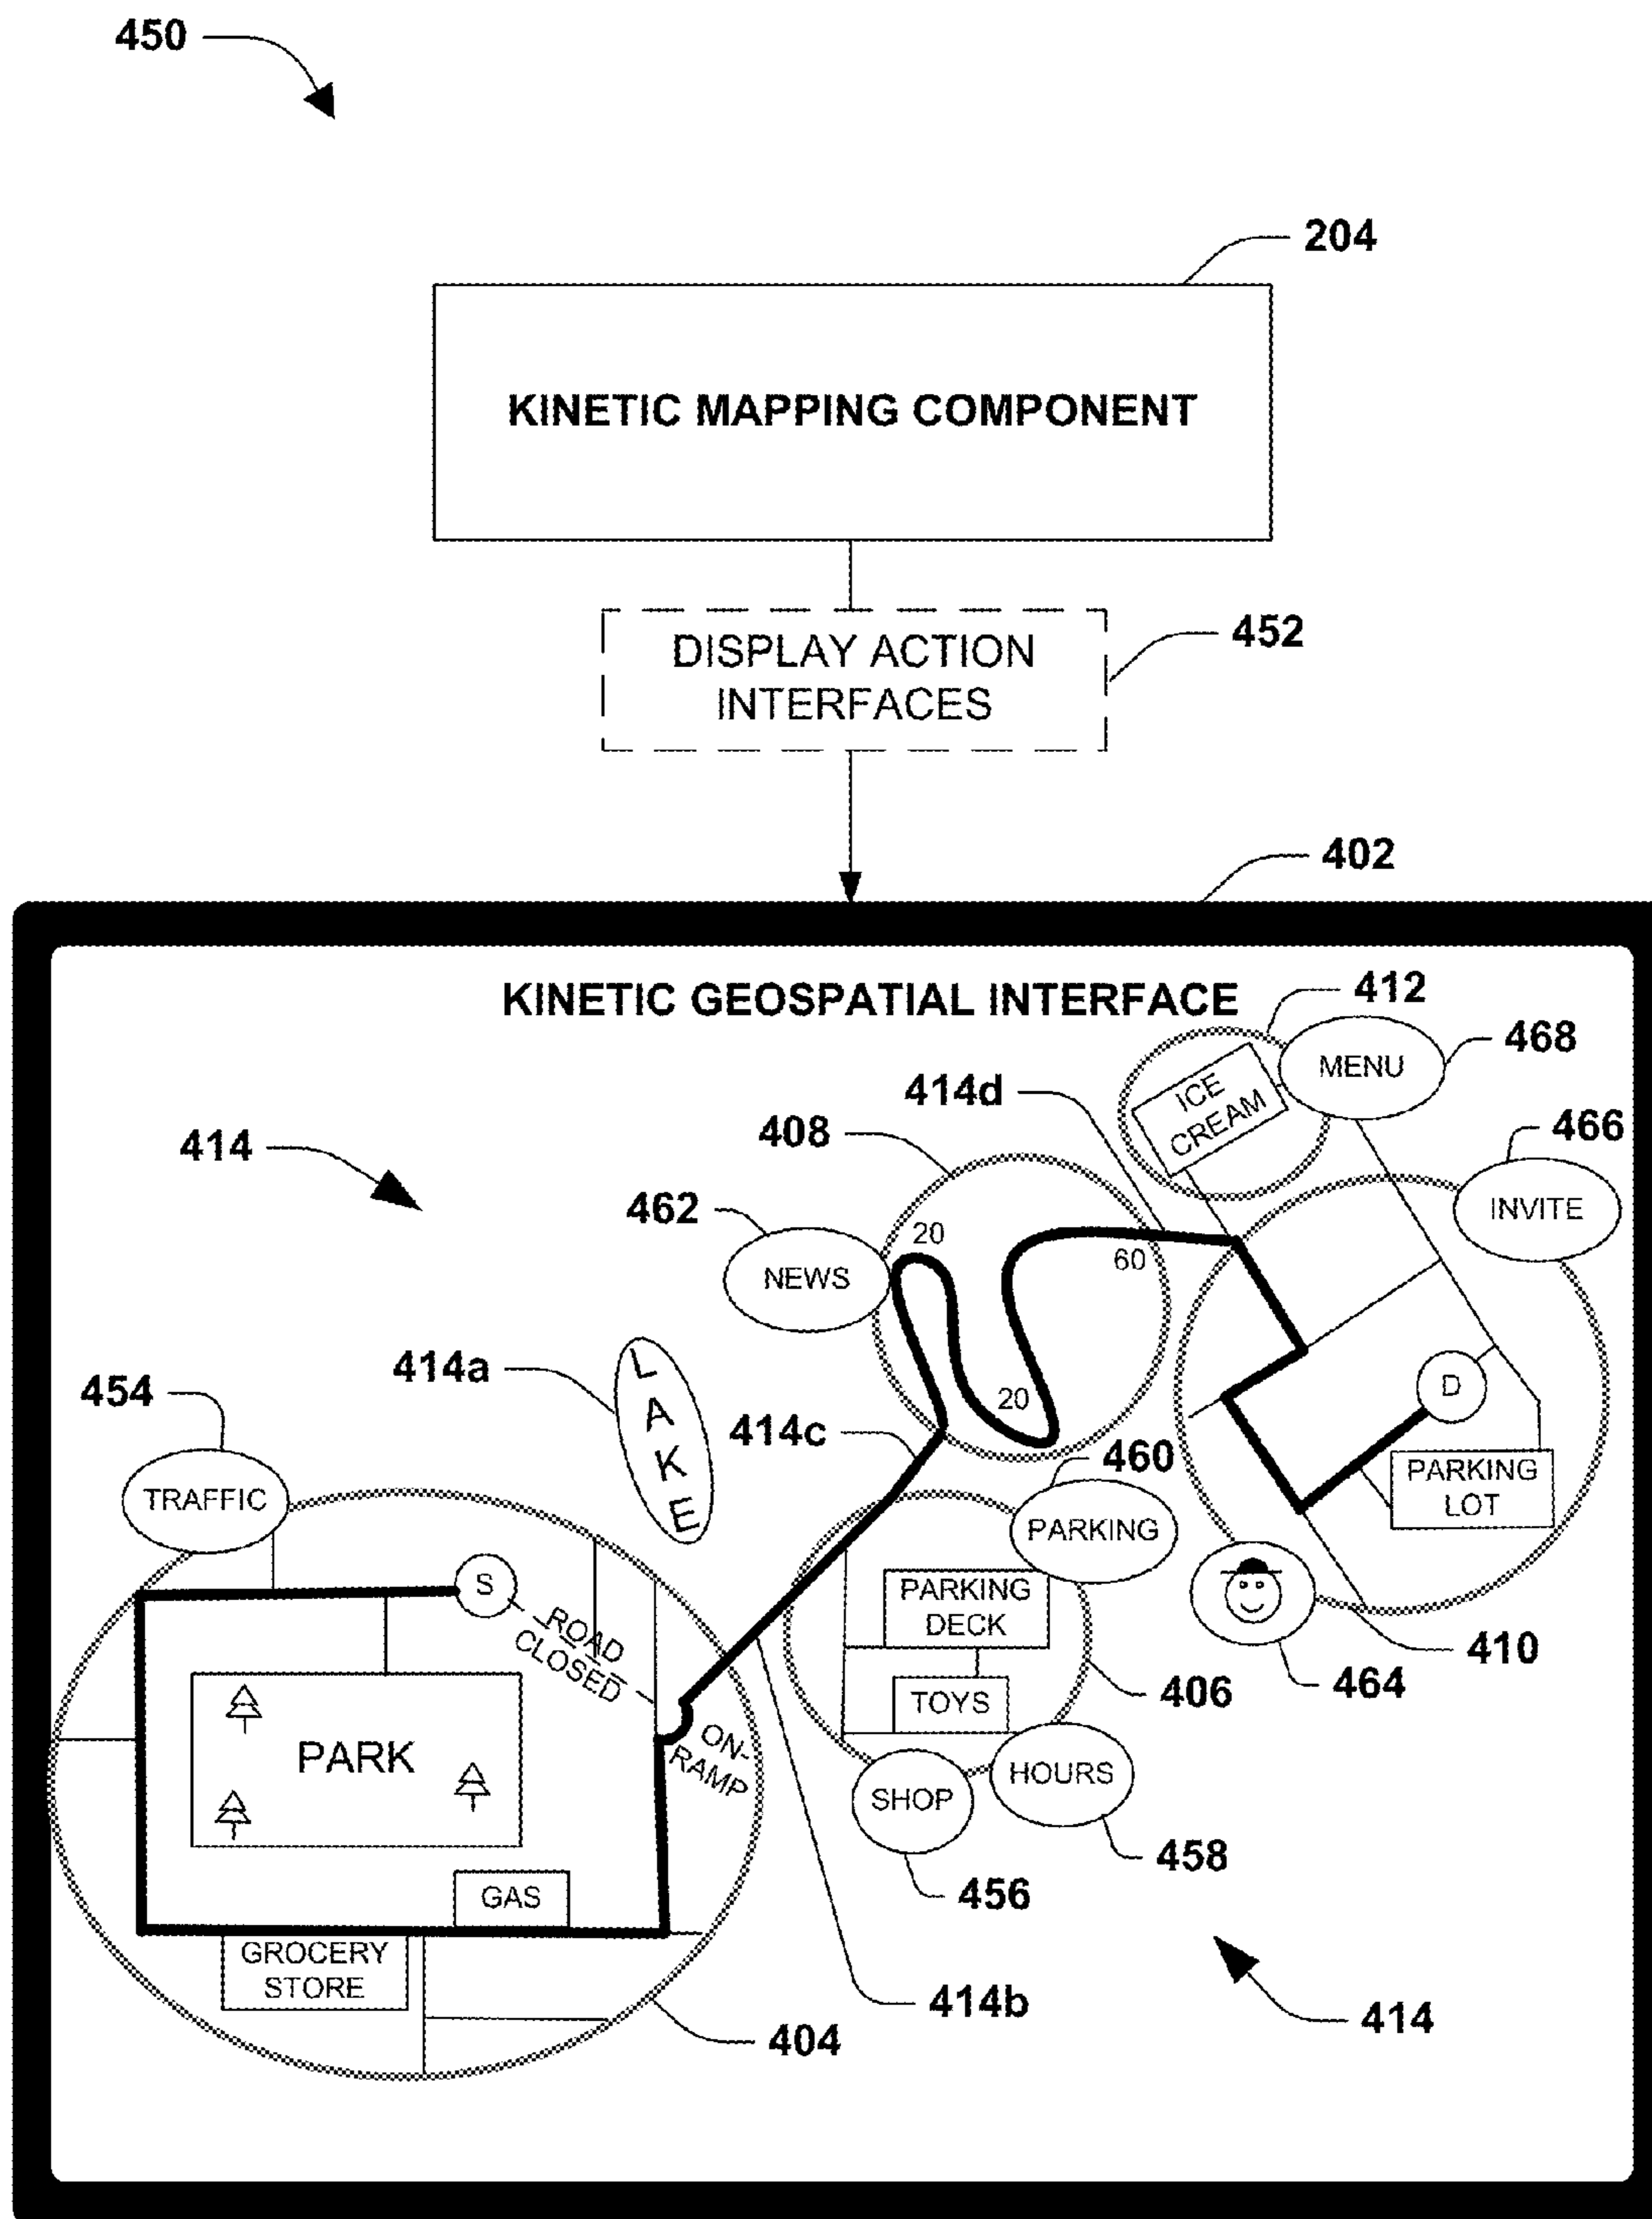 450
204
KINETIC MAPPING COMPONENT
DISPLAY ACTION
INTERFACES
452
402
KINETIC GEOSPATIAL INTERFACE
412
468
MENU
ICE
CREAM
414d
408
466
414
INVITE
462
20
NEWS
60
414a
LAKE
454
D
20
414c
460
PARKING
LOT
TRAFFIC
PARKING
S
PARKING
DECK
ROAD
CLOSED
410
464
406
TOYS
ON-
RAMP
PARK
HOURS
SHOP
458
GAS
456
GROCERY
STORE
414b
414
404